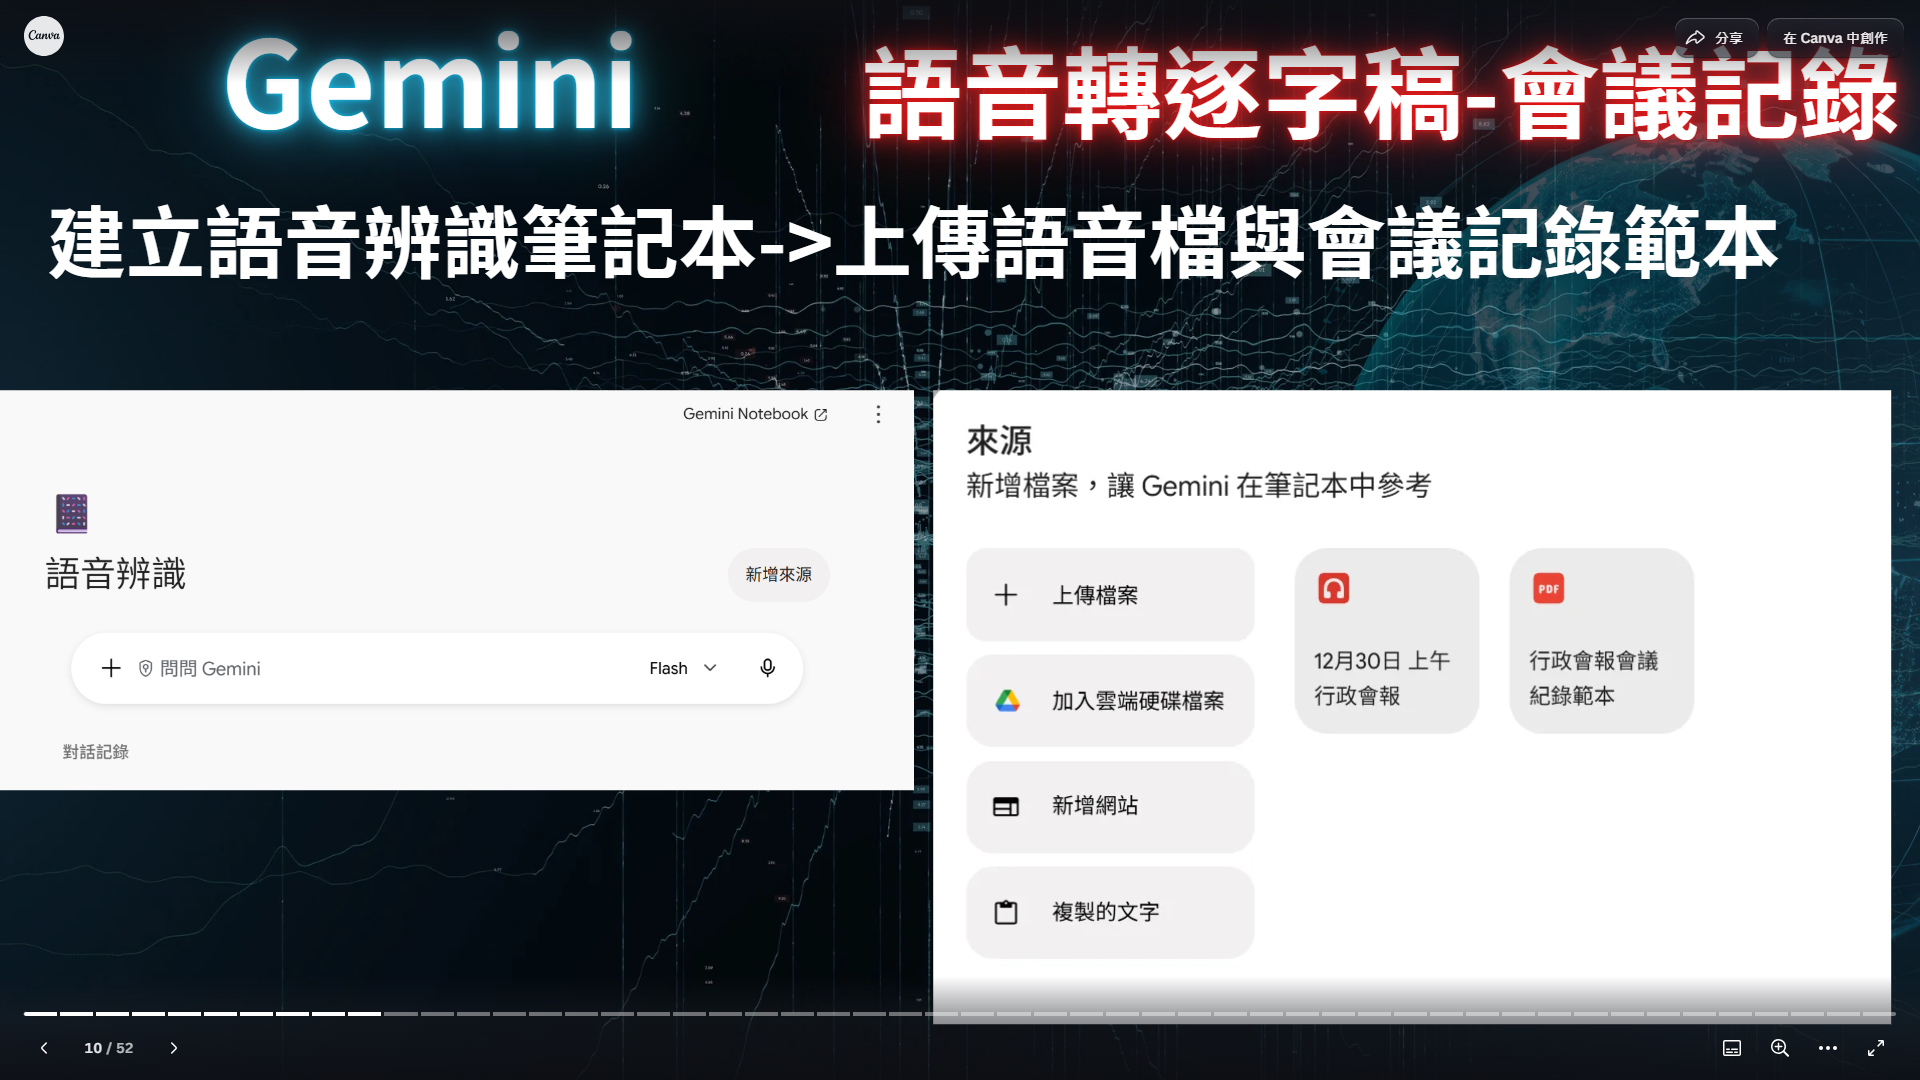 Canva
分享
在 Canva 中創作
Gemini
語音轉逐字稿-會議記錄
建立語音辨識筆記本->上傳語音檔與會議記錄範本
Gemini Notebook
語音辨識
新增來源
問問 Gemini
Flash
對話記錄
來源
新增檔案，讓 Gemini 在筆記本中參考
上傳檔案
加入雲端硬碟檔案
新增網站
複製的文字
12月30日 上午
行政會報
PDF
行政會報會議
紀錄範本
10 / 52